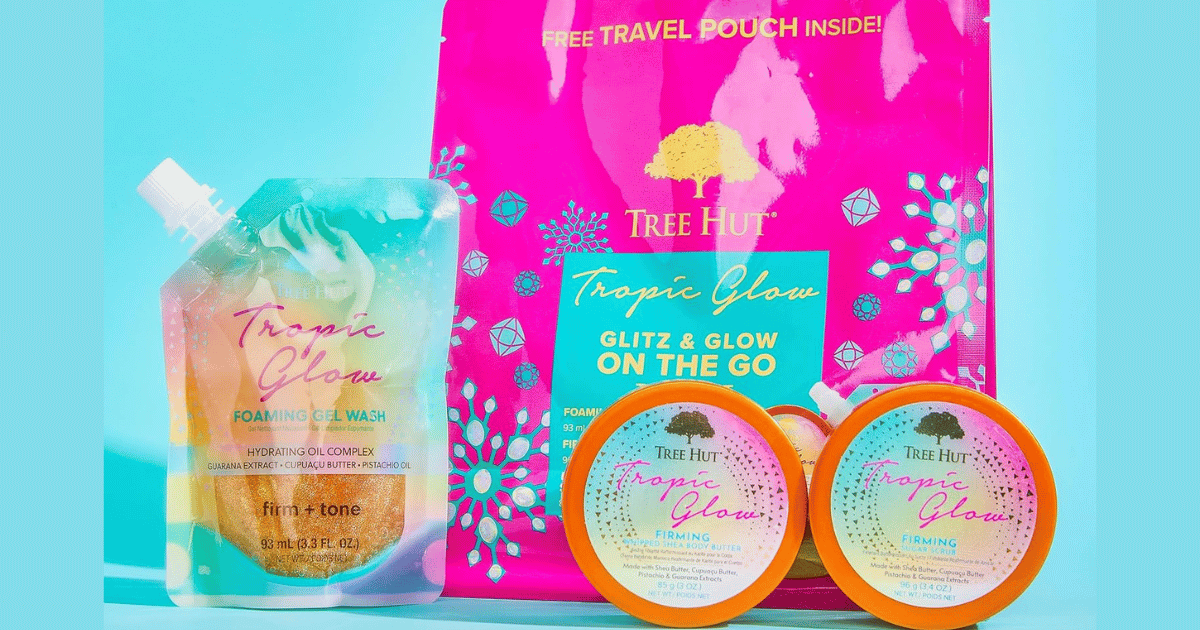 FREE TRAVEL POUCH INSIDE!
TREE HUT®
Tropic Glow
GLITZ & GLOW
ON THE GO
FOAMI
93 ml
FI
TREE HUT
Tropic
Glow
FOAMING GEL WASH
HYDRATING OIL COMPLEX
GUARANA EXTRACT • CUPUAÇU BUTTER • PISTACHIO OIL
firm + tone
93 mL (3.3 FL. OZ.)
TREE HUT
Tropic
Glow
FIRMING
WHIPPED SHEA BODY BUTTER
Made with Shea Butter, Cupuaçu Butter,
Pistachio & Guarana Extracts
85 g (3 OZ.)
NET WT./ POIDS NET
TREE HUT
Tropic
Glow
FIRMING
SUGAR SCRUB
Made with Shea Butter, Cupuaçu Butter
Pistachio & Guarana Extracts
96 g (3.4 OZ.)
NET WT./ POIDS NET